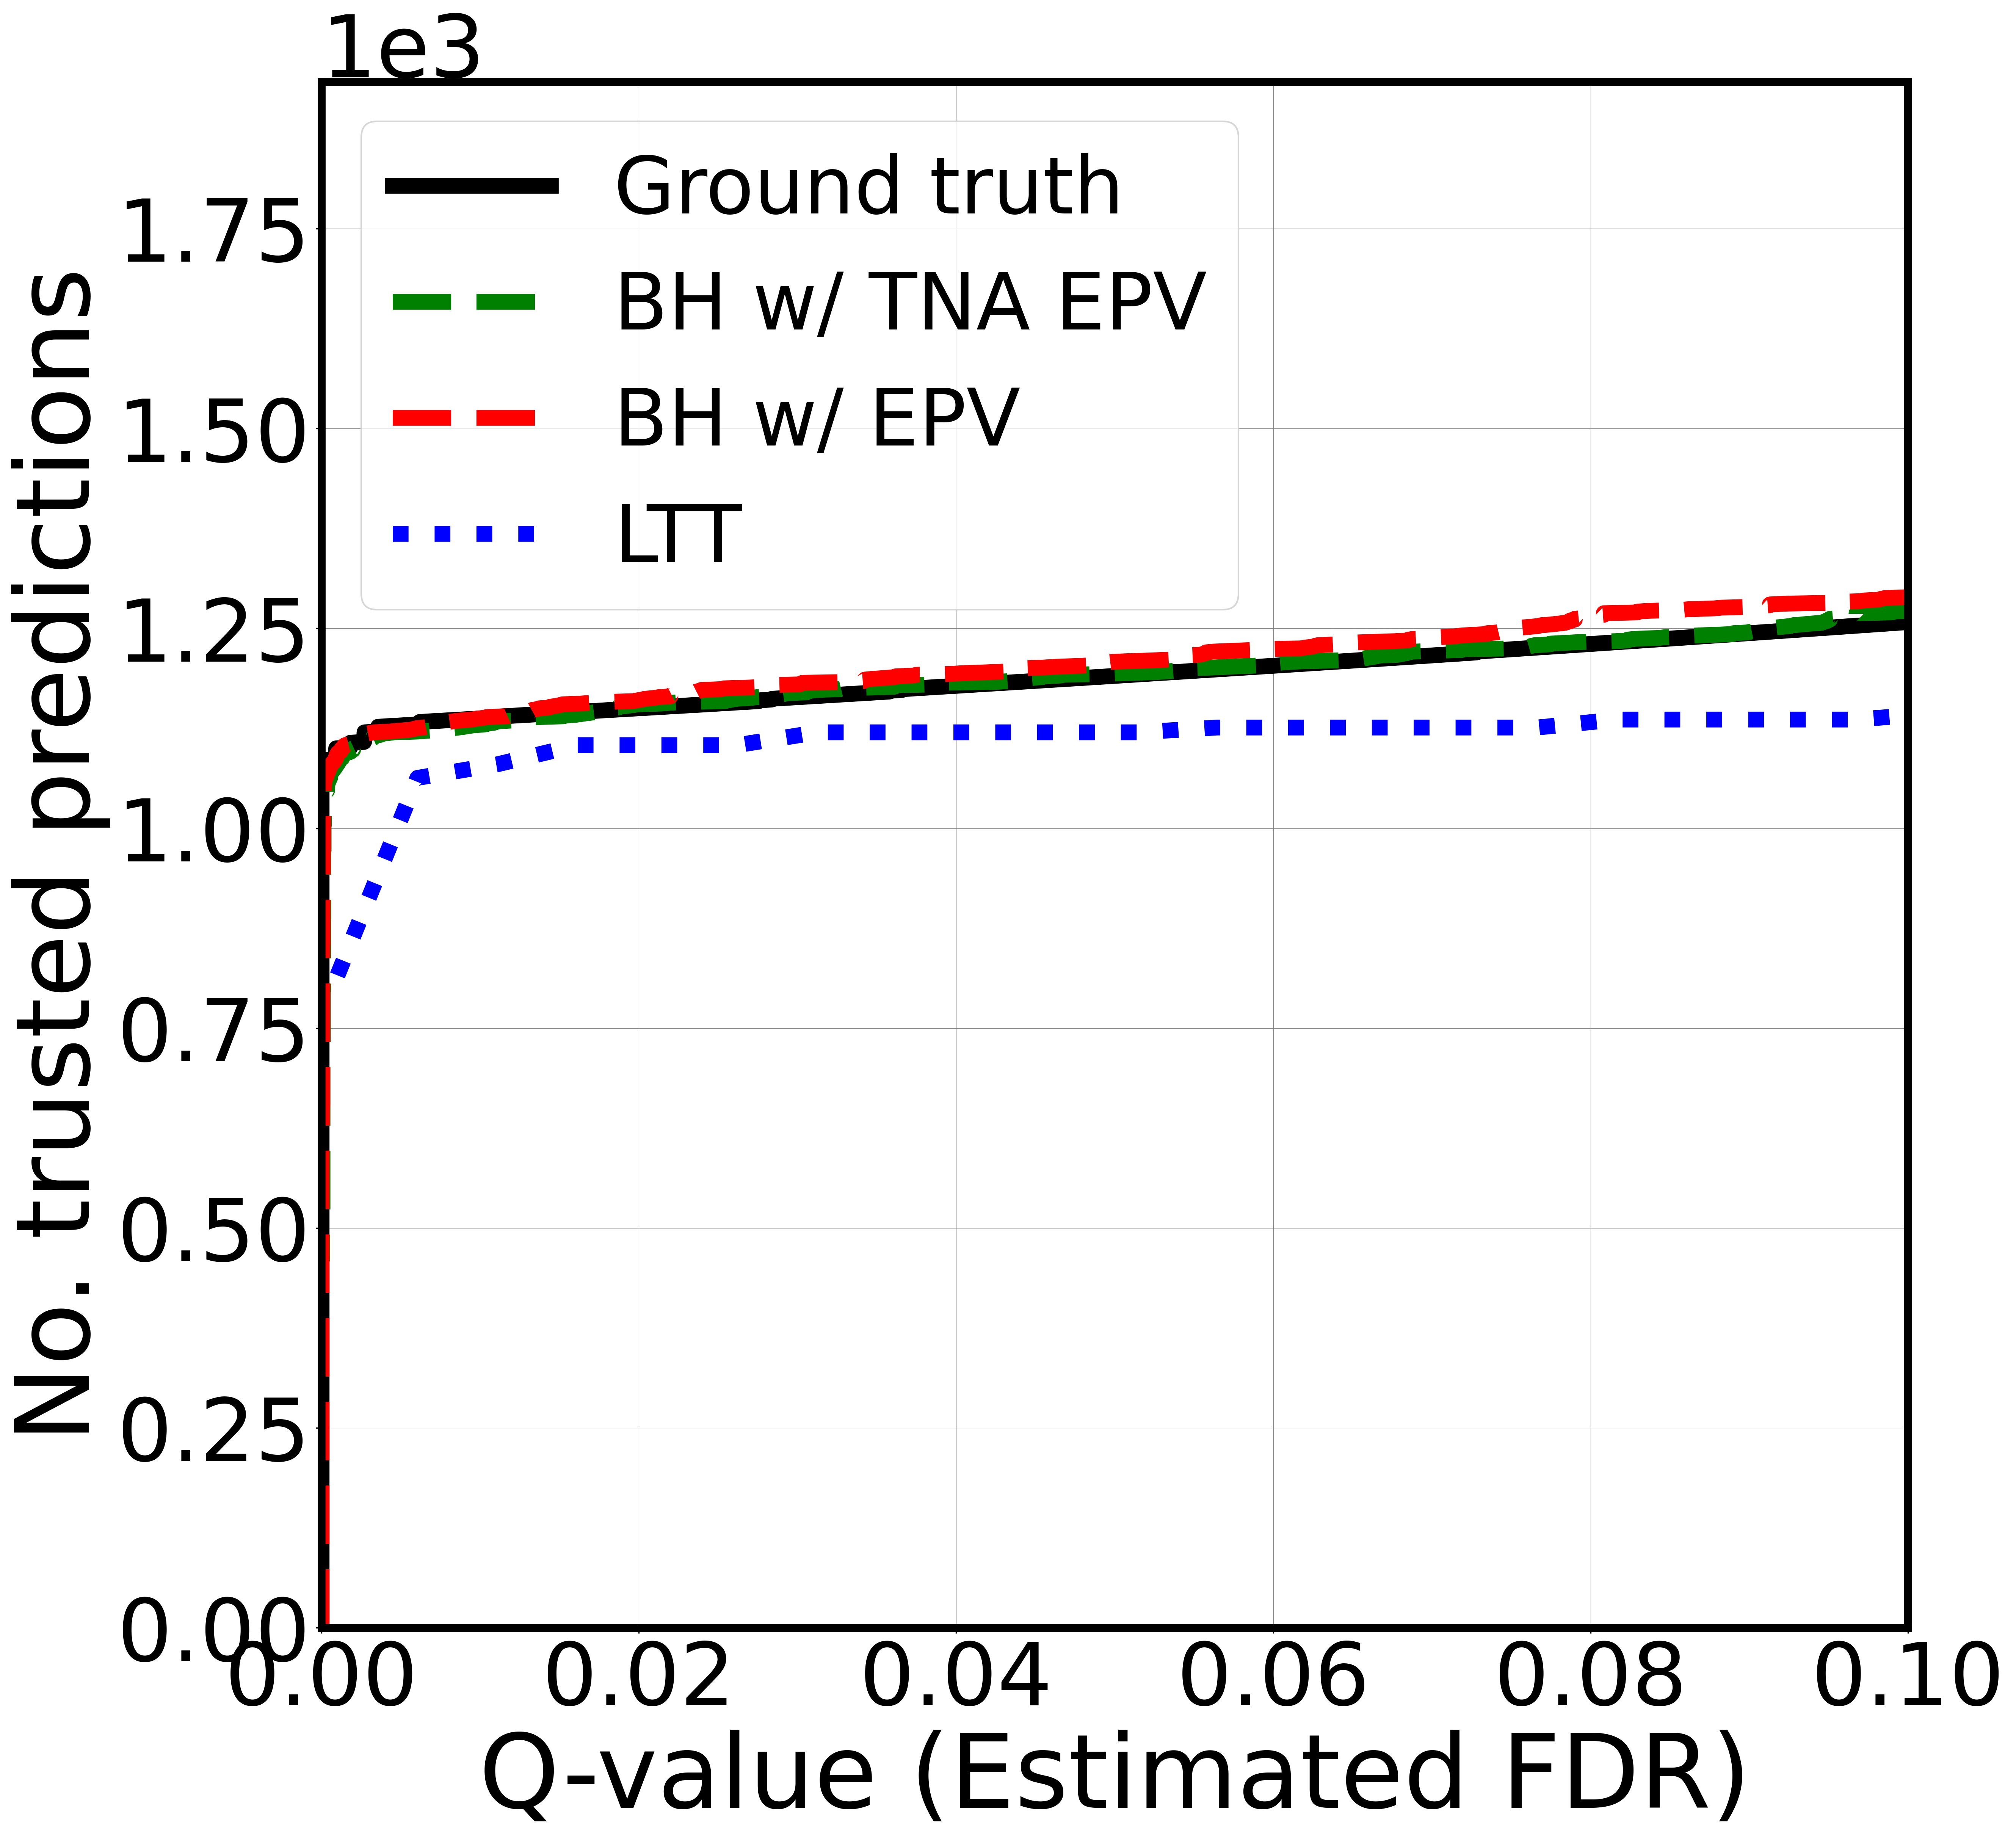 1e3
No. trusted predictions
1.75
1.50
1.25
1.00
0.75
0.50
0.25
0.00
Ground truth
BH w/ TNA EPV
BH w/ EPV
LTT
0.00 0.02 0.04 0.06 0.08 0.10
Q-value (Estimated FDR)